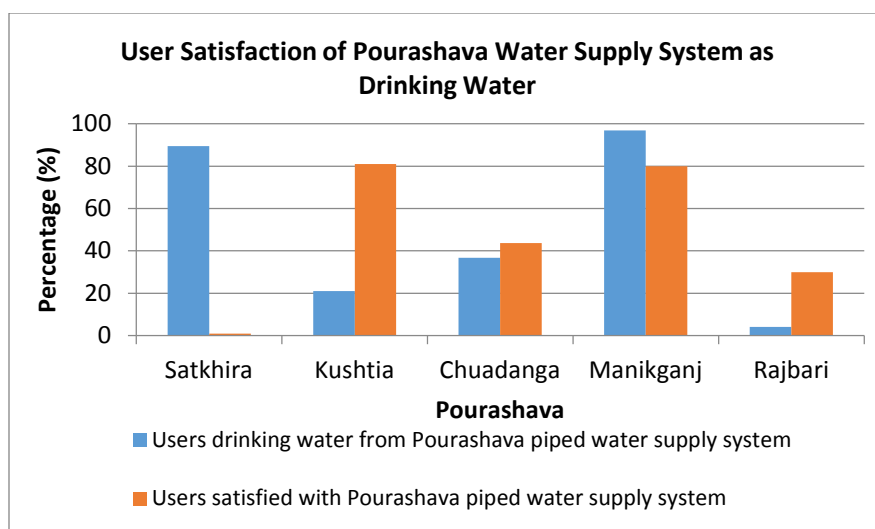 User Satisfaction of Pourashava Water Supply System as
Drinking Water
Percentage (%)
100
80
60
40
20
0
Satkhira Kushtia Chuadanga Manikganj Rajbari
Pourashava
Users drinking water from Pourashava piped water supply system
Users satisfied with Pourashava piped water supply system